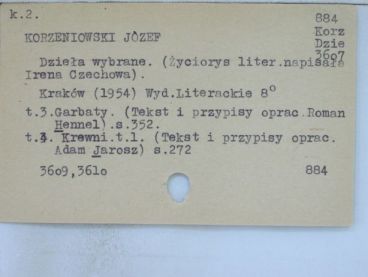 k.2.
884
Korz
KORZENIOWSKI JÓZEF
Dzie
3607
Dzieła wybrane. (Życiorys liter.napisała
Irena Czechowa).
Kraków (1954) Wyd.Literackie 8°
t.3.Garbaty. (Tekst i przypisy oprac.Roman
Hennel).s.352.
t.4. Krewni.t.1. (Tekst i przypisy oprac.
Adam Jarosz) s.272
3609,3610
884